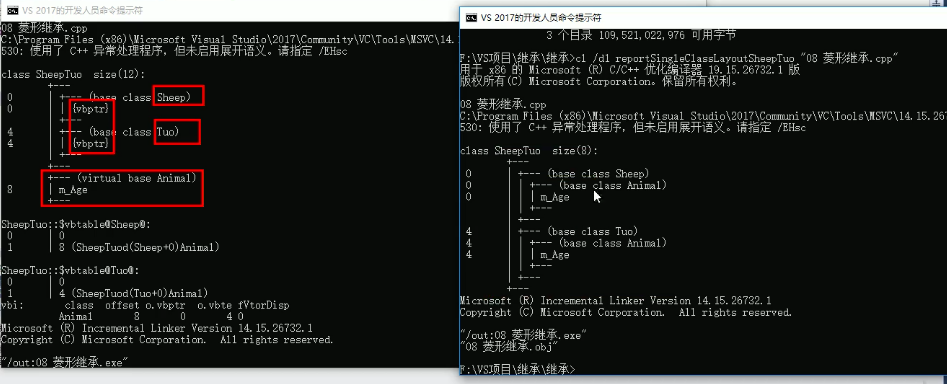 VS 2017的开发人员命令提示符
08 菱形继承.cpp
C:\Program Files (x86)\Microsoft Visual Studio\2017\Community\VC\Tools\MSVC\14.
530: 使用了 C++ 异常处理程序，但未启用展开语义。请指定 /EHsc
class SheepTuo  size(12):
        +---
 0      | +--- (base class Sheep)
 0      | | {vbptr}
        | +---
 4      | +--- (base class Tuo)
 4      | | {vbptr}
        | +---
        +---
        +--- (virtual base Animal)
 8      | m_Age
        +---
SheepTuo::$vbtable@Sheep@:
 0      | 0
 1      | 8 (SheepTuod(Sheep+0)Animal)
SheepTuo::$vbtable@Tuo@:
 0      | 0
 1      | 4 (SheepTuod(Tuo+0)Animal)
vbi:       class  offset o.vbptr  o.vbte fVtorDisp
          Animal       8       0       4 0
Microsoft (R) Incremental Linker Version 14.15.26732.1
Copyright (C) Microsoft Corporation.  All rights reserved.
"/out:08 菱形继承.exe"
VS 2017的开发人员命令提示符
3 个目录 109,521,022,976 可用字节
F:\VS项目\继承\继承>cl /d1 reportSingleClassLayoutSheepTuo "08 菱形继承.cpp"
用于 x86 的 Microsoft (R) C/C++ 优化编译器 19.15.26732.1 版
版权所有(C) Microsoft Corporation。保留所有权利。
08 菱形继承.cpp
C:\Program Files (x86)\Microsoft Visual Studio\2017\Community\VC\Tools\MSVC\14.15.267
530: 使用了 C++ 异常处理程序，但未启用展开语义。请指定 /EHsc
class SheepTuo  size(8):
        +---
 0      | +--- (base class Sheep)
 0      | | +--- (base class Animal)
 0      | | | m_Age
        | | +---
        | +---
 4      | +--- (base class Tuo)
 4      | | +--- (base class Animal)
 4      | | | m_Age
        | | +---
        | +---
        +---
Microsoft (R) Incremental Linker Version 14.15.26732.1
Copyright (C) Microsoft Corporation.  All rights reserved.
"/out:08 菱形继承.exe"
"08 菱形继承.obj"
F:\VS项目\继承\继承>